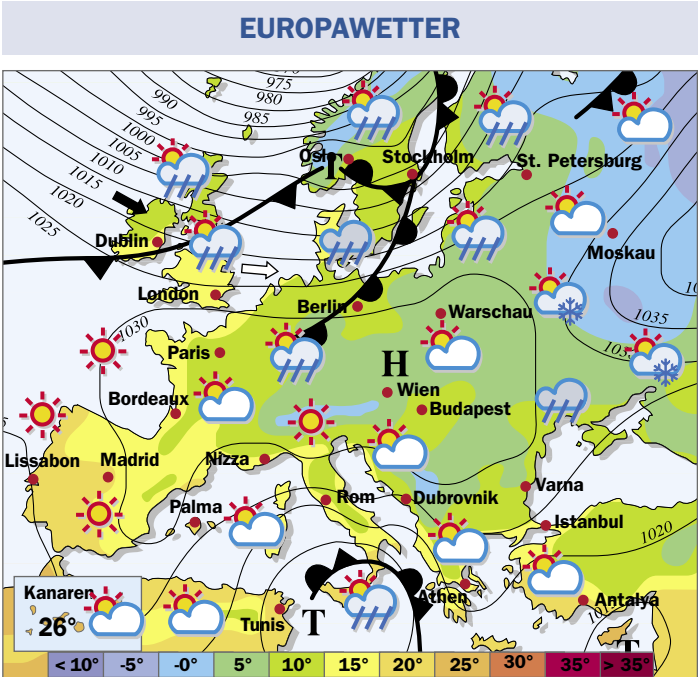 EUROPAWETTER
975
990
980
995
985
1000
1005
1010
1015
1020
1025
Oslo
T
Stockholm
St. Petersburg
Dublin
Moskau
London
Berlin
Warschau
1035
1030
Paris
H
Wien
Bordeaux
Budapest
Lissabon
Madrid
Nizza
Varna
Palma
Rom
Dubrovnik
Istanbul
1020
Kanaren
26°
Athen
Antalya
T
Tunis
T
< 10° -5° -0° 5° 10° 15° 20° 25° 30° 35° > 35°